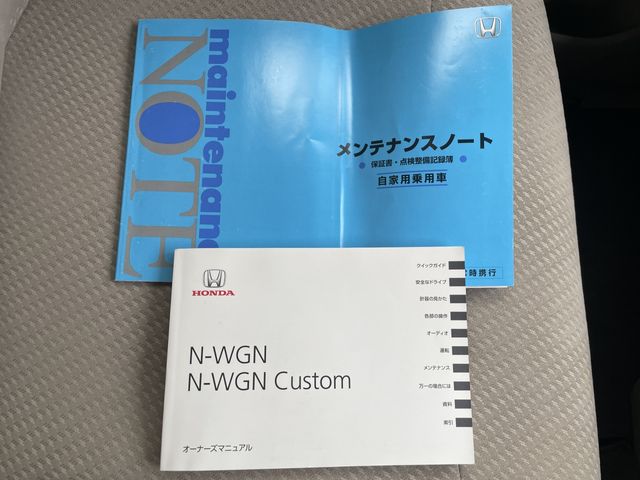 maintenance
NOTE
メンテナンスノート
保証書・点検整備記録簿
自家用乗用車
時携行
HONDA
N-WGN
N-WGN Custom
オーナーズマニュアル
クイックガイド
安全なドライブ
計器の見かた
各部の操作
オーディオ
運転
メンテナンス
万一の場合には
資料
索引